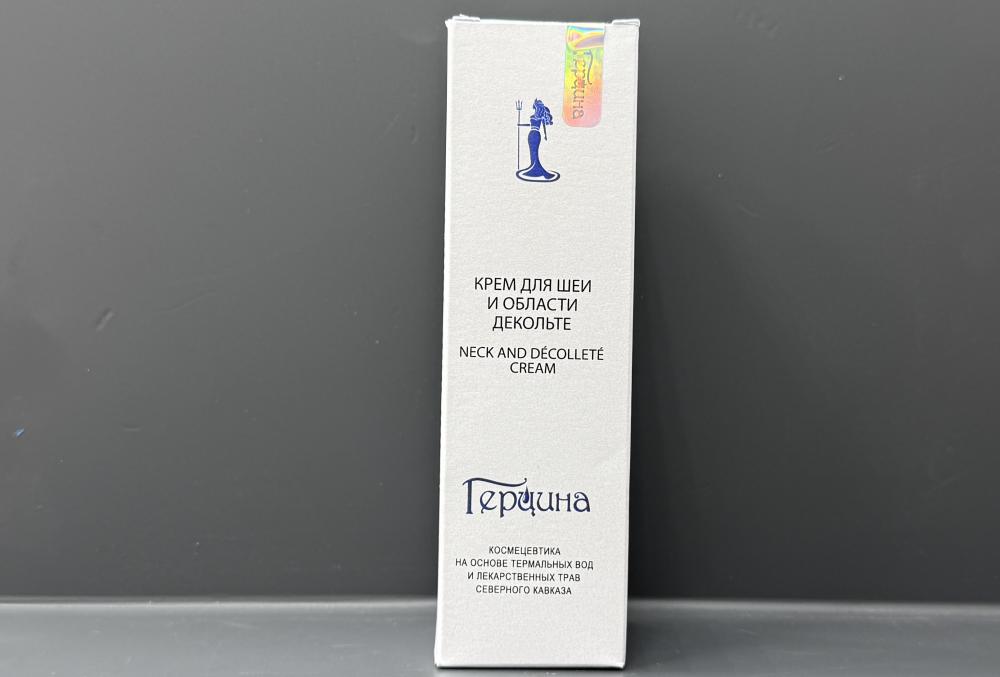 Герцина
КРЕМ ДЛЯ ШЕИ
И ОБЛАСТИ
ДЕКОЛЬТЕ
NECK AND DÉCOLLETÉ
CREAM
Герцина
КОСМЕЦЕВТИКА
НА ОСНОВЕ ТЕРМАЛЬНЫХ ВОД
И ЛЕКАРСТВЕННЫХ ТРАВ
СЕВЕРНОГО КАВКАЗА